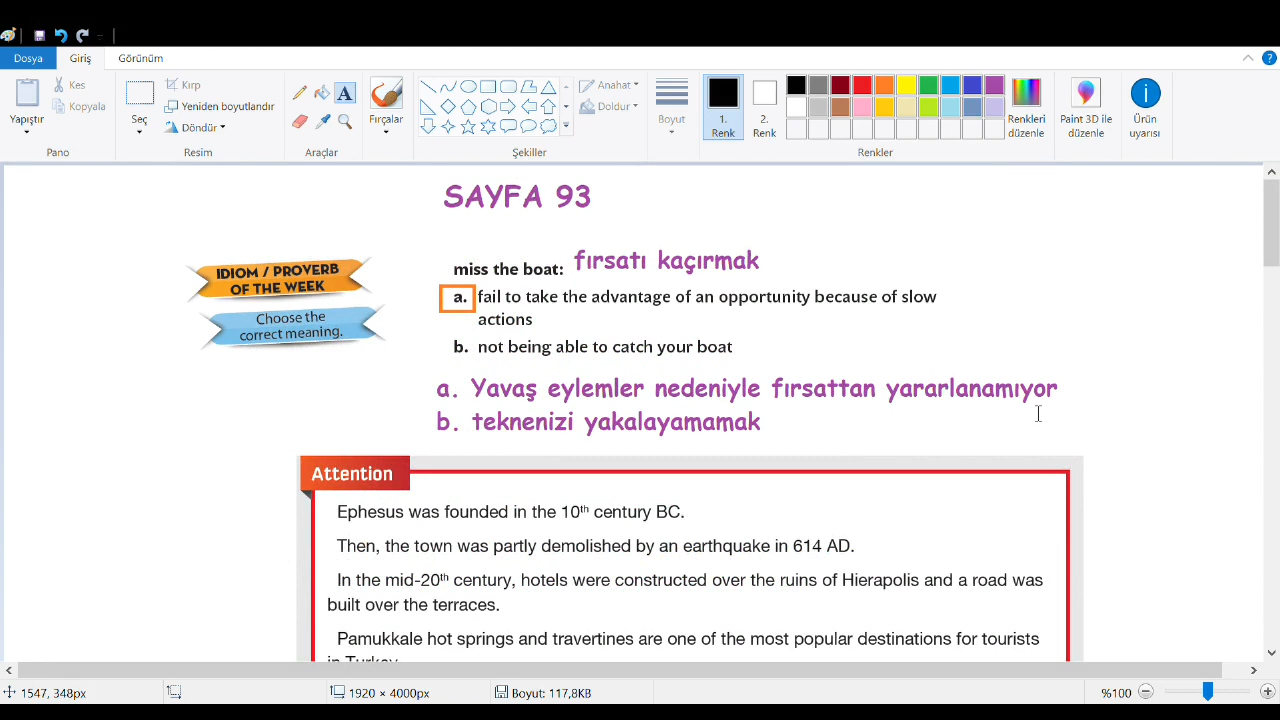 Dosya Giriş Görünüm
Yapıştır
Kes
Kopyala
Pano
Seç
Kırp
Yeniden boyutlandır
Döndür
Resim
A
Araçlar
Fırçalar
Şekiller
Anahat
Doldur
Boyut
1. Renk
2. Renk
Renkleri düzenle
Renkler
Paint 3D ile düzenle
Ürün uyarısı
SAYFA 93
IDIOM / PROVERB
OF THE WEEK
Choose the
correct meaning.
miss the boat: fırsatı kaçırmak
a. fail to take the advantage of an opportunity because of slow
actions
b. not being able to catch your boat
a. Yavaş eylemler nedeniyle fırsattan yararlanamıyor
b. teknenizi yakalayamamak
Attention
Ephesus was founded in the 10th century BC.
Then, the town was partly demolished by an earthquake in 614 AD.
In the mid-20th century, hotels were constructed over the ruins of Hierapolis and a road was
built over the terraces.
Pamukkale hot springs and travertines are one of the most popular destinations for tourists
in Turkey
1547, 348px 1920 × 4000px Boyut: 117,8KB %100